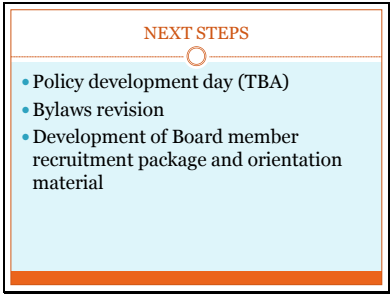 NEXT STEPS
• Policy development day (TBA)
• Bylaws revision
• Development of Board member
recruitment package and orientation
material